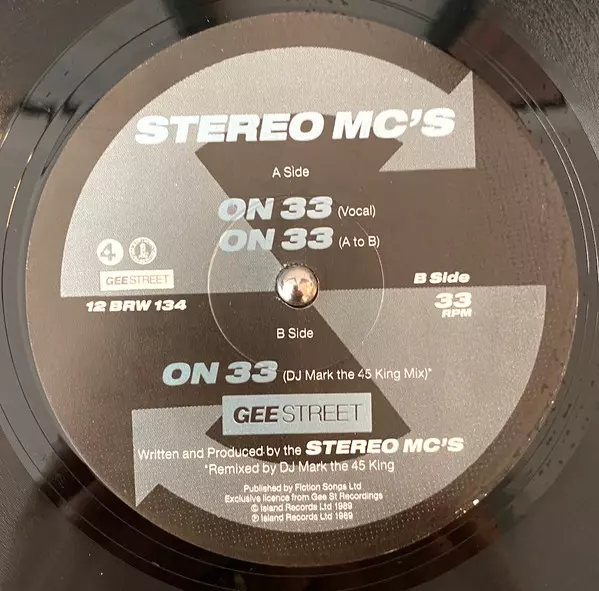 STEREO MC'S
A Side
ON 33 (Vocal)
ON 33 (A to B)
4
GEESTREET
12 BRW 134
B Side
33
RPM
B Side
ON 33 (DJ Mark the 45 King Mix)*
GEESTREET
Written and Produced by the STEREO MC'S
*Remixed by DJ Mark the 45 King
Published by Fiction Songs Ltd
Exclusive licence from Gee St Recordings
© Island Records Ltd 1989
℗ Island Records Ltd 1989